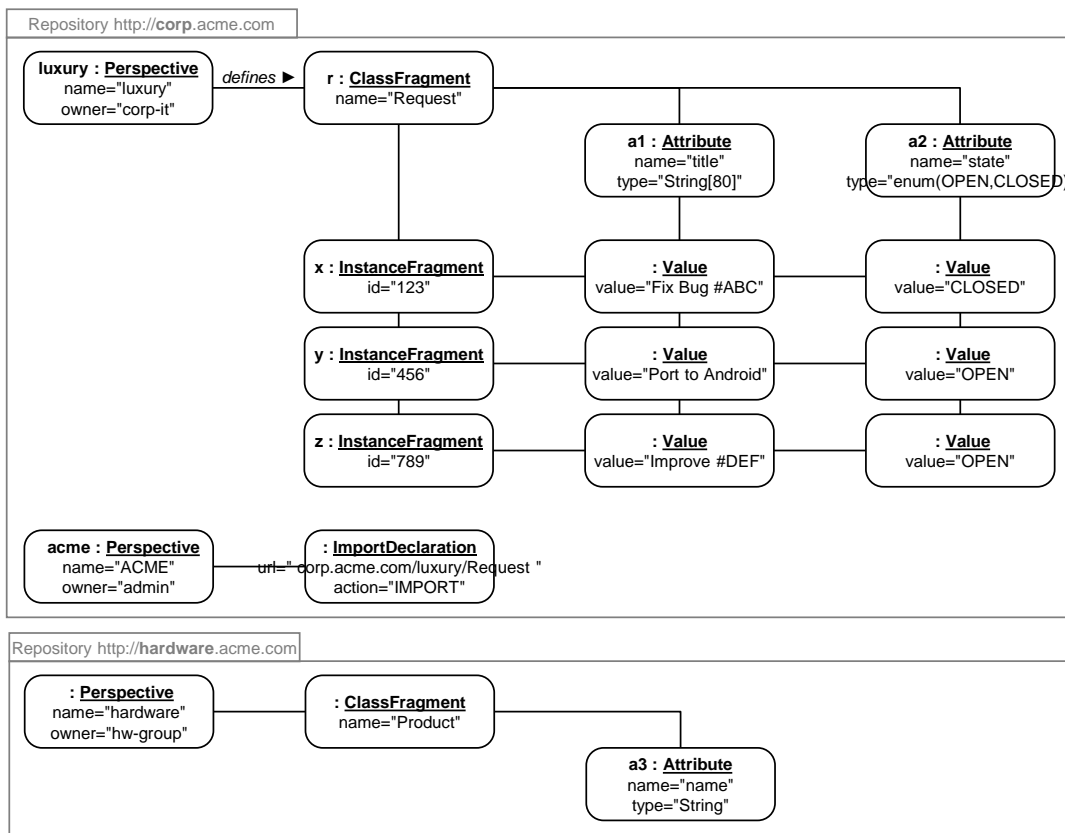 Repository http://corp.acme.com
luxury : Perspective
name="luxury"
owner="corp-it"
defines ►
r : ClassFragment
name="Request"
a1 : Attribute
name="title"
type="String[80]"
a2 : Attribute
name="state"
type="enum(OPEN,CLOSED)
x : InstanceFragment
id="123"
: Value
value="Fix Bug #ABC"
: Value
value="CLOSED"
y : InstanceFragment
id="456"
: Value
value="Port to Android"
: Value
value="OPEN"
z : InstanceFragment
id="789"
: Value
value="Improve #DEF"
: Value
value="OPEN"
acme : Perspective
name="ACME"
owner="admin"
: ImportDeclaration
url=" corp.acme.com/luxury/Request "
action="IMPORT"
Repository http://hardware.acme.com
: Perspective
name="hardware"
owner="hw-group"
: ClassFragment
name="Product"
a3 : Attribute
name="name"
type="String"